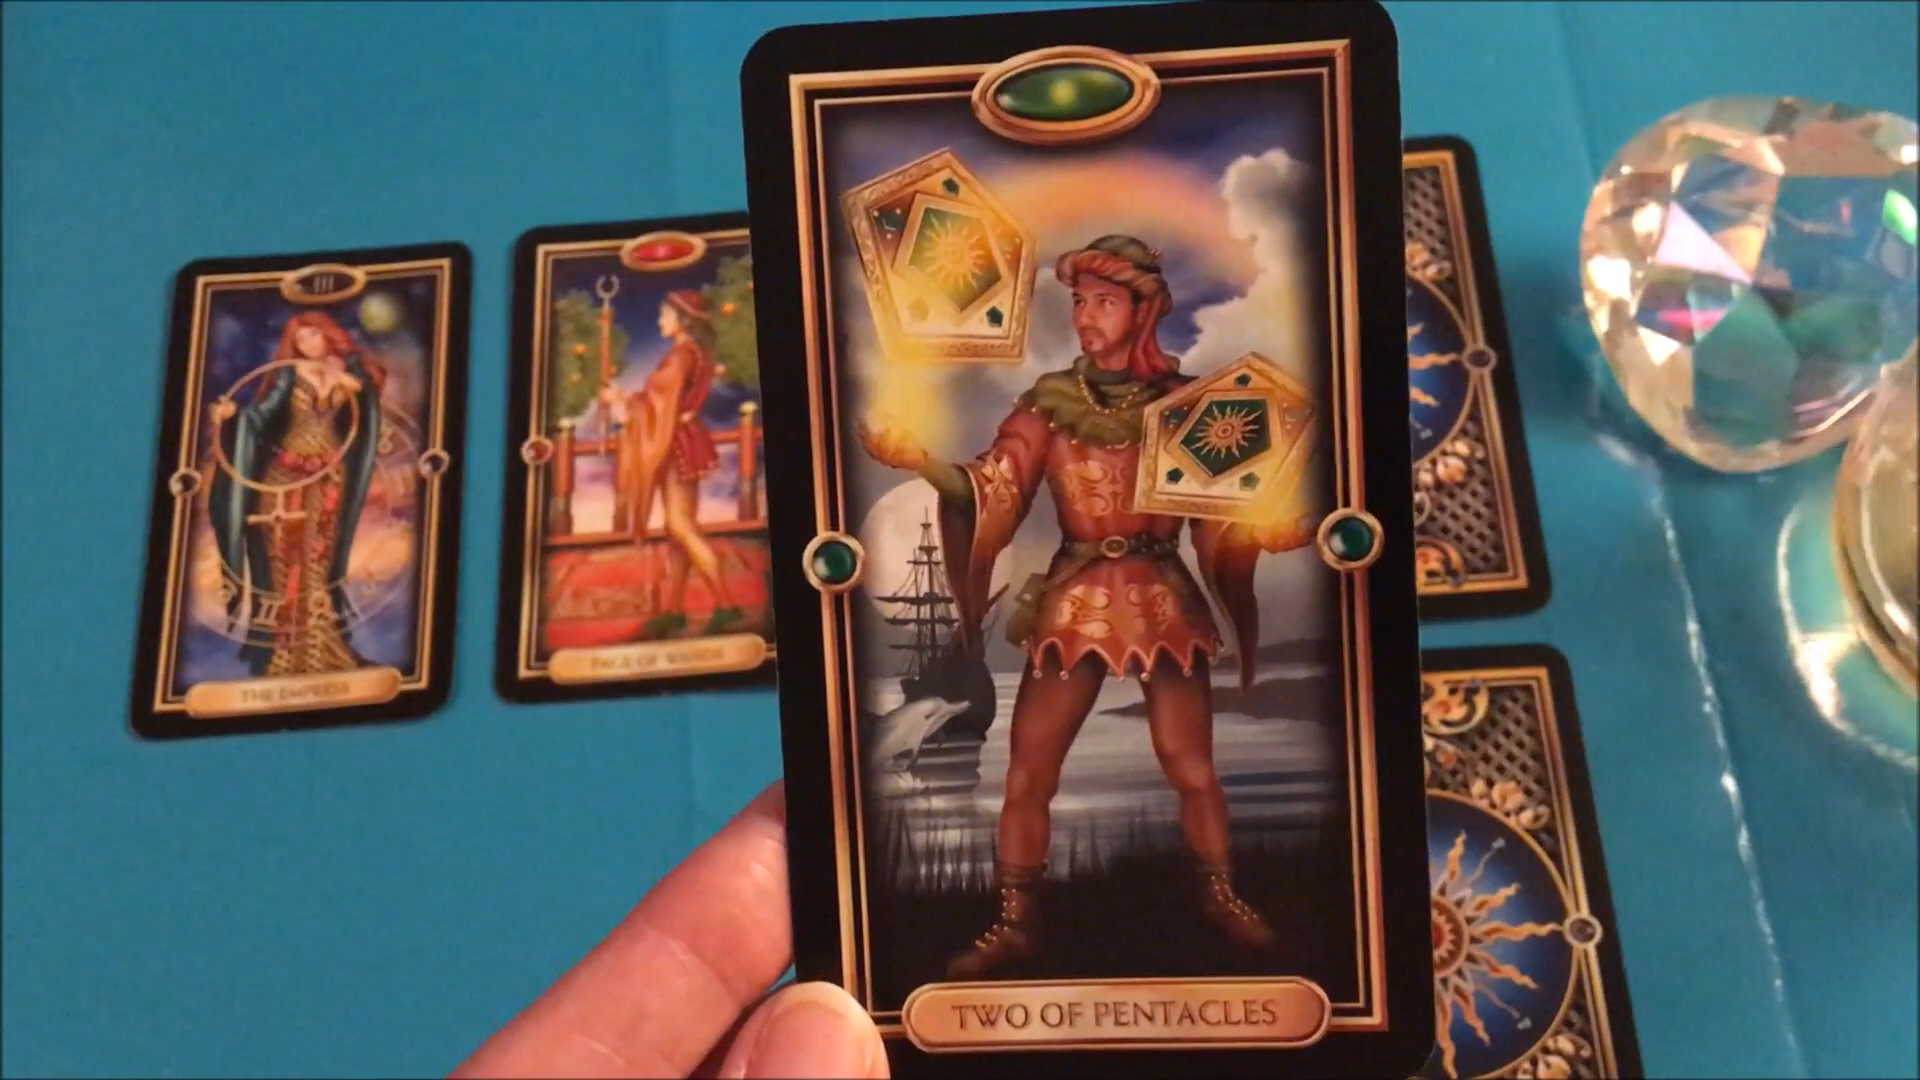 III
THE EMPRESS
PAGE OF WANDS
TWO OF PENTACLES